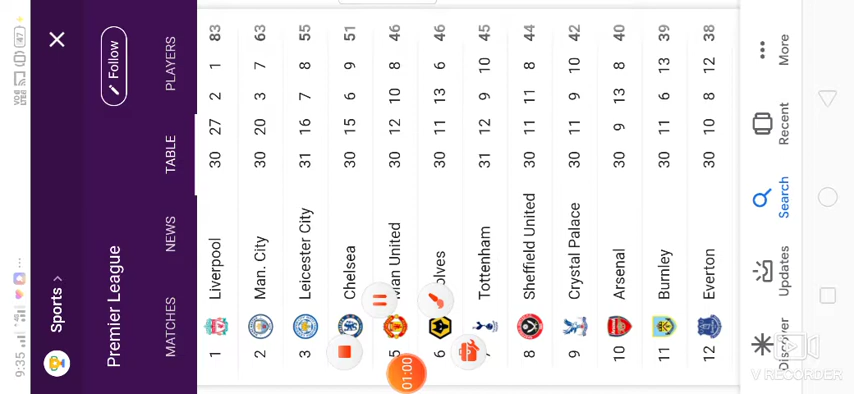 9:35 47
Sports >
Premier League Follow
MATCHES NEWS TABLE PLAYERS
1 Liverpool 30 27 2 1 83
2 Man. City 30 20 3 7 63
3 Leicester City 31 16 7 8 55
Chelsea 30 15 6 9 51
5 Man United 30 12 10 8 46
6 olves 30 11 13 6 46
Tottenham 31 12 9 10 45
8 Sheffield United 30 11 11 8 44
9 Crystal Palace 30 11 9 10 42
10 Arsenal 30 9 13 8 40
11 Burnley 30 11 6 13 39
12 Everton 30 10 8 12 38
01:00
Discover Updates Search Recent More
V RECORDER